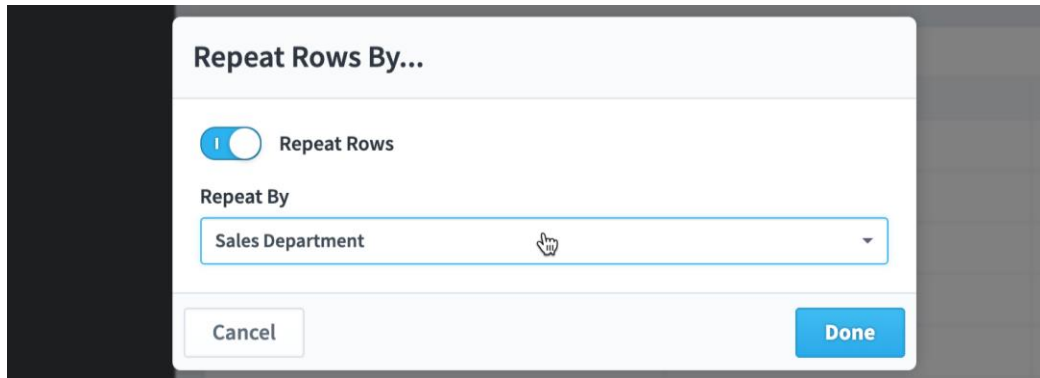 Repeat Rows By...
Repeat Rows
Repeat By
Sales Department
Cancel
Done